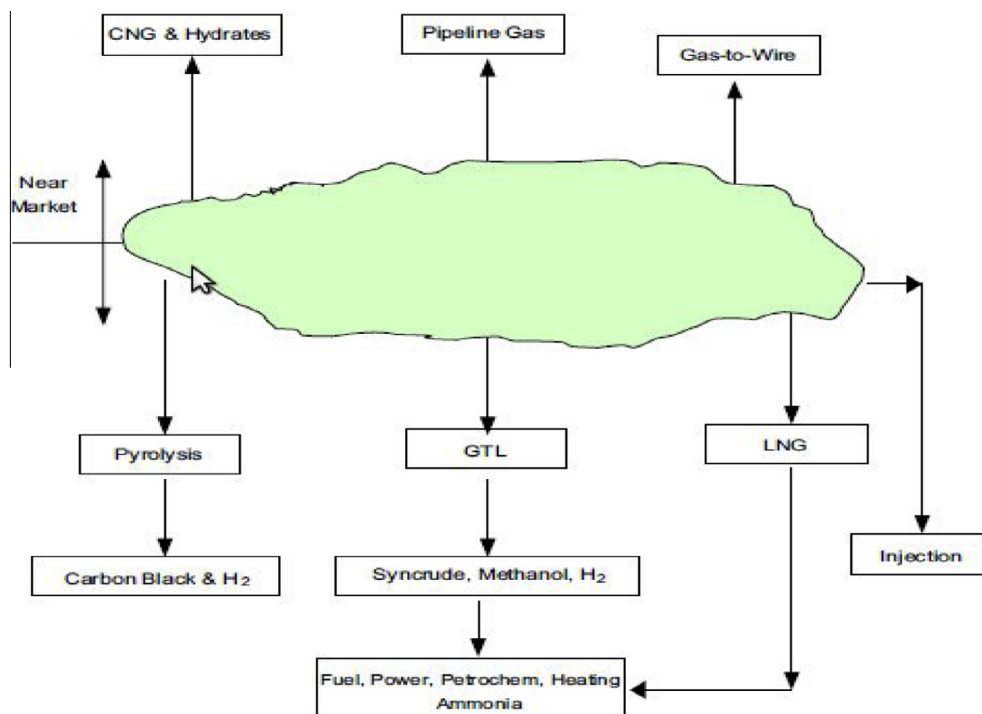 CNG & Hydrates
Pipeline Gas
Gas-to-Wire
Near
Market
Pyrolysis
GTL
LNG
Injection
Carbon Black & H2
Syncrude, Methanol, H2
Fuel, Power, Petrochem, Heating
Ammonia